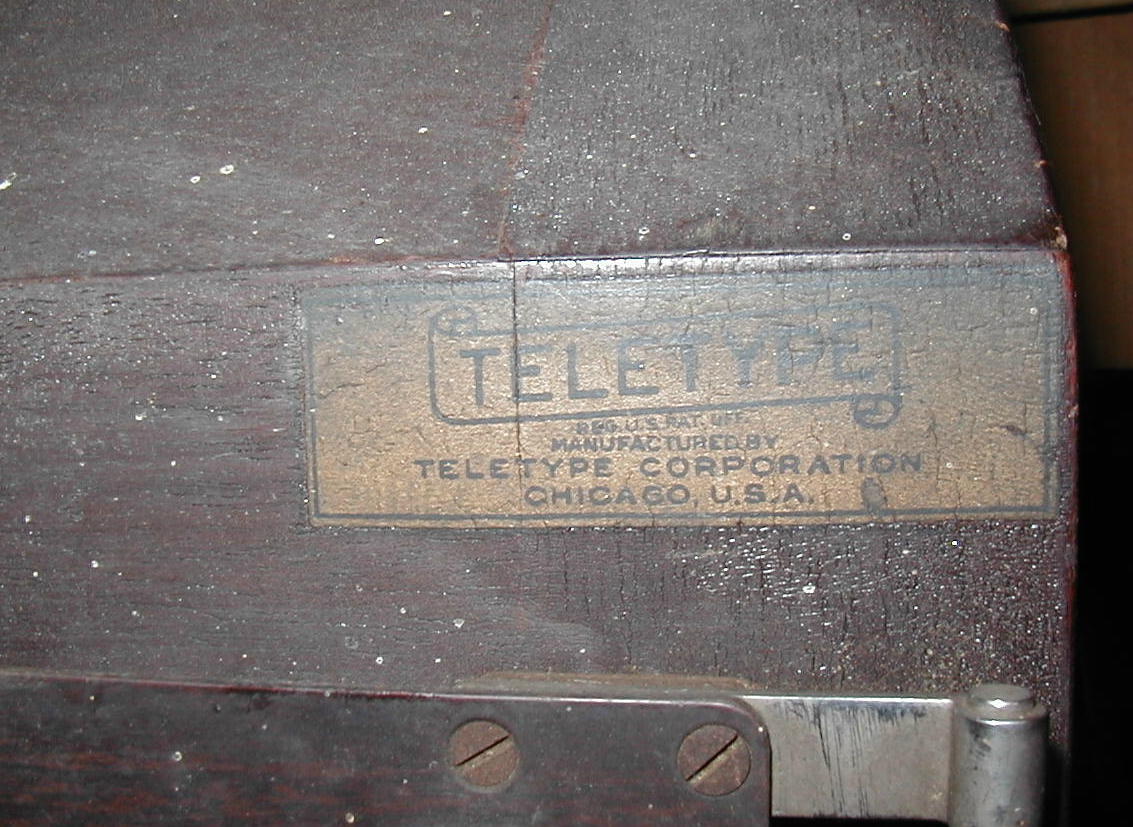 TELETYPE
REG. U.S. PAT. OFF.
MANUFACTURED BY
TELETYPE CORPORATION
CHICAGO, U.S.A.